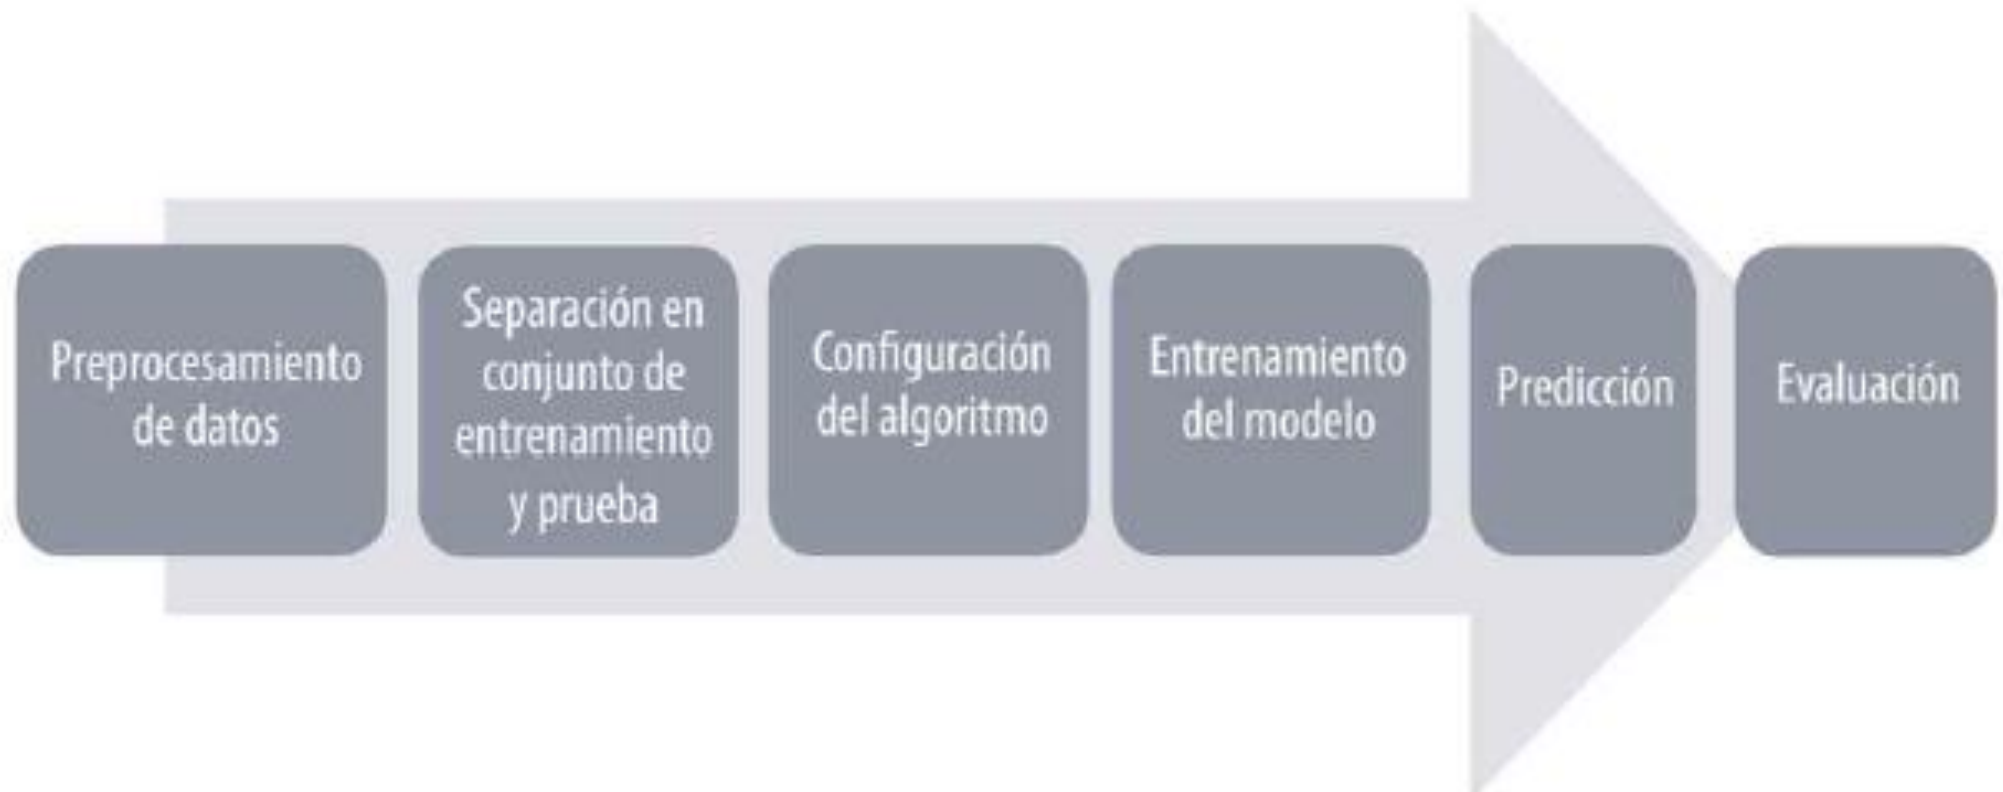 Preprocesamiento
de datos
Separación en
conjunto de
entrenamiento
y prueba
Configuración
del algoritmo
Entrenamiento
del modelo
Predicción
Evaluación